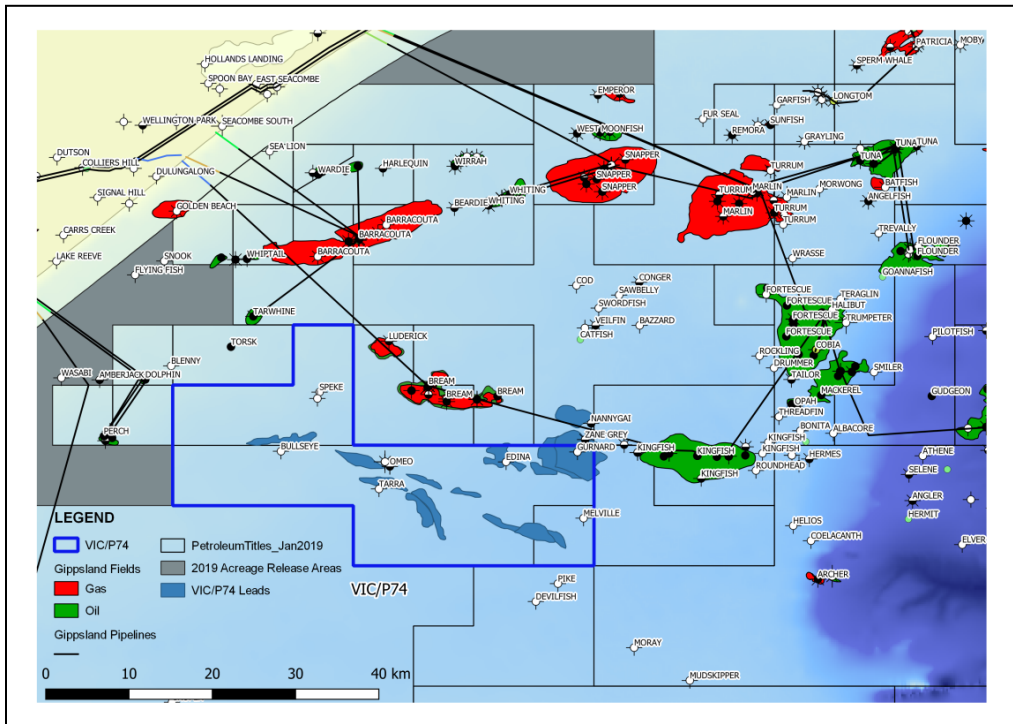 PATRICIA
MOBY
HOLLANDS LANDING
SPERM WHALE
SPOON BAY
EAST SEACOMBE
EMPEROR
LONGTOM
GARFISH
WELLINGTON PARK
SEACOMBE SOUTH
FUR SEAL
SUNFISH
WEST MOONFISH
REMORA
GRAYLING
TUNA
TUNA
TUNA
DUTSON
COLLIERS HILL
SEA'LION
SNAPPER
WARDIE
HARLEQUIN
WIRRAH
TURRUM
DULUNGALONG
SNAPPER
SNAPPER
TURRUM
MARLIN
MARLIN
MORWONG
BATFISH
ANGELFISH
SIGNAL HILL
WHITING
WHITING
BEARDIE
GOLDEN BEACH
MARLIN
TURRUM
TURRUM
BARRACOUTA
BARRACOUTA
BARRACOUTA
TREVALLY
CARRS CREEK
FLOUNDER
FLOUNDER
LAKE REEVE
SNOOK
WHIPTAIL
WRASSE
FLYING FISH
GOANNAFISH
COD
CONGER
SAWBELLY
SWORDFISH
FORTESCUE
TERAGLIN
FORTESCUE
HALIBUT
TARWHINE
VEILFIN
BAZZARD
CATFISH
FORTESCUE
TRUMPETER
FORTESCUE
PILOTFISH
LUDERICK
TORSK
COBIA
ROCKLING
DRUMMER
BLENNY
WASABI
AMBERJACK
DOLPHIN
SPEKE
BREAM
BREAM
BREAM
TAILOR
SMILER
MACKEREL
GUDGEON
OPAH
THREADFIN
PERCH
NANNYGAI
BONITA
ALBACORE
ZANE GREY
GURNARD
KINGFISH
KINGFISH
KINGFISH
KINGFISH
KINGFISH
BULLSEYE
OMEO
EDINA
HERMES
ROUNDHEAD
ATHENE
SELENE
TARRA
ANGLER
HERMIT
MELVILLE
HELIOS
COELACANTH
ELVER
PIKE
DEVILFISH
ARCHER
MORAY
MUDSKIPPER
VIC/P74
LEGEND
VIC/P74
PetroleumTitles_Jan2019
Gippsland Fields
2019 Acreage Release Areas
Gas
VIC/P74 Leads
Oil
Gippsland Pipelines
0 10 20 30 40 km